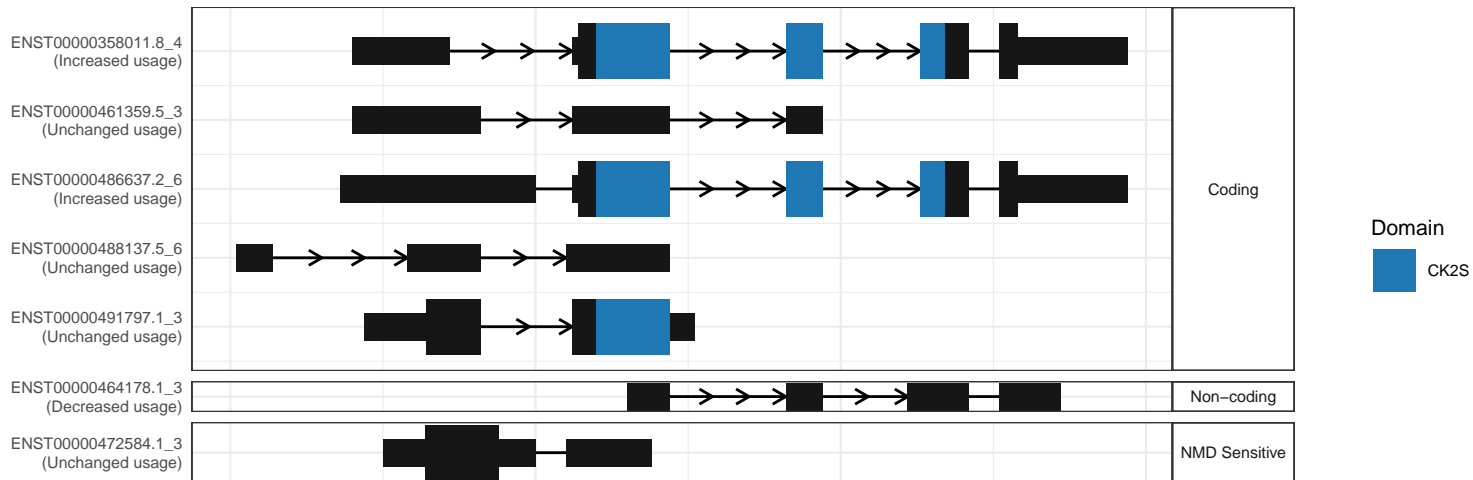 ENST00000358011.8_4
(Increased usage)
ENST00000461359.5_3
(Unchanged usage)
ENST00000486637.2_6
(Increased usage)
ENST00000488137.5_6
(Unchanged usage)
ENST00000491797.1_3
(Unchanged usage)
Coding
ENST00000464178.1_3
(Decreased usage)
Non−coding
ENST00000472584.1_3
(Unchanged usage)
NMD Sensitive
Domain
CK2S